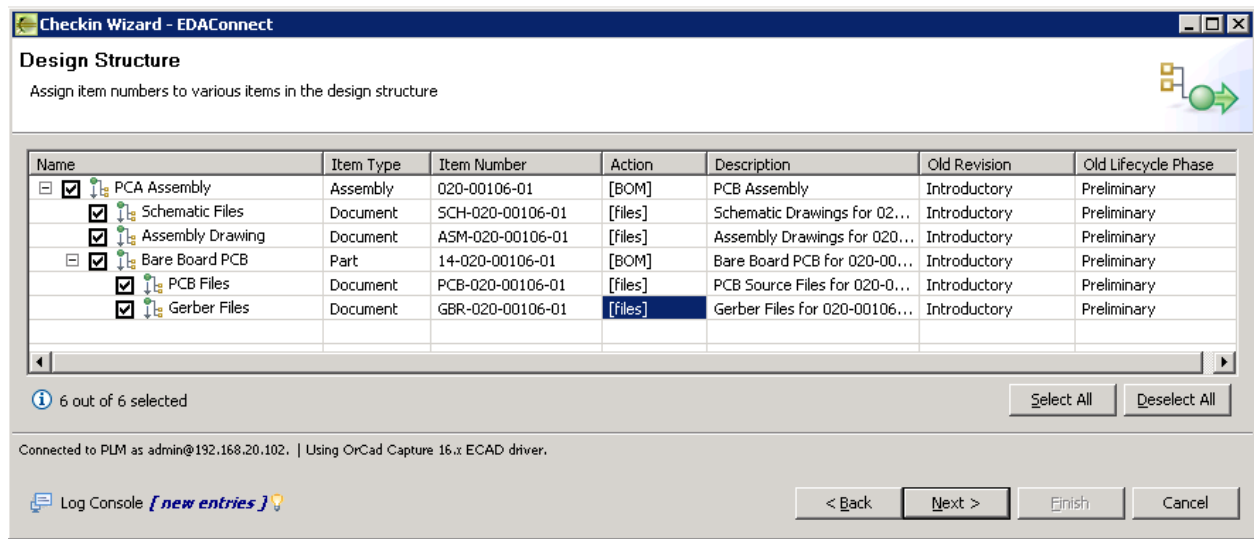 Checkin Wizard - EDAConnect
Design Structure
Assign item numbers to various items in the design structure
Name Item Type Item Number Action Description Old Revision Old Lifecycle Phase
PCA Assembly Assembly 020-00106-01 [BOM] PCB Assembly Introductory Preliminary
Schematic Files Document SCH-020-00106-01 [files] Schematic Drawings for 02... Introductory Preliminary
Assembly Drawing Document ASM-020-00106-01 [files] Assembly Drawings for 020... Introductory Preliminary
Bare Board PCB Part 14-020-00106-01 [BOM] Bare Board PCB for 020-00... Introductory Preliminary
PCB Files Document PCB-020-00106-01 [files] PCB Source Files for 020-0... Introductory Preliminary
Gerber Files Document GBR-020-00106-01 [files] Gerber Files for 020-00106... Introductory Preliminary
6 out of 6 selected Select All Deselect All
Connected to PLM as admin@192.168.20.102. | Using OrCad Capture 16.x ECAD driver.
Log Console [ new entries ] < Back Next > Finish Cancel